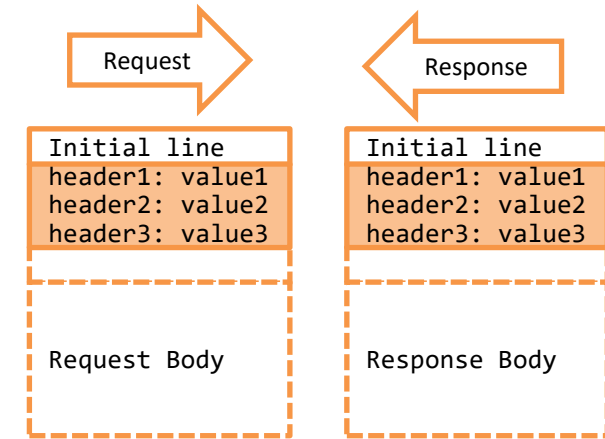 Request
Initial line
header1: value1
header2: value2
header3: value3
Request Body
Response
Initial line
header1: value1
header2: value2
header3: value3
Response Body